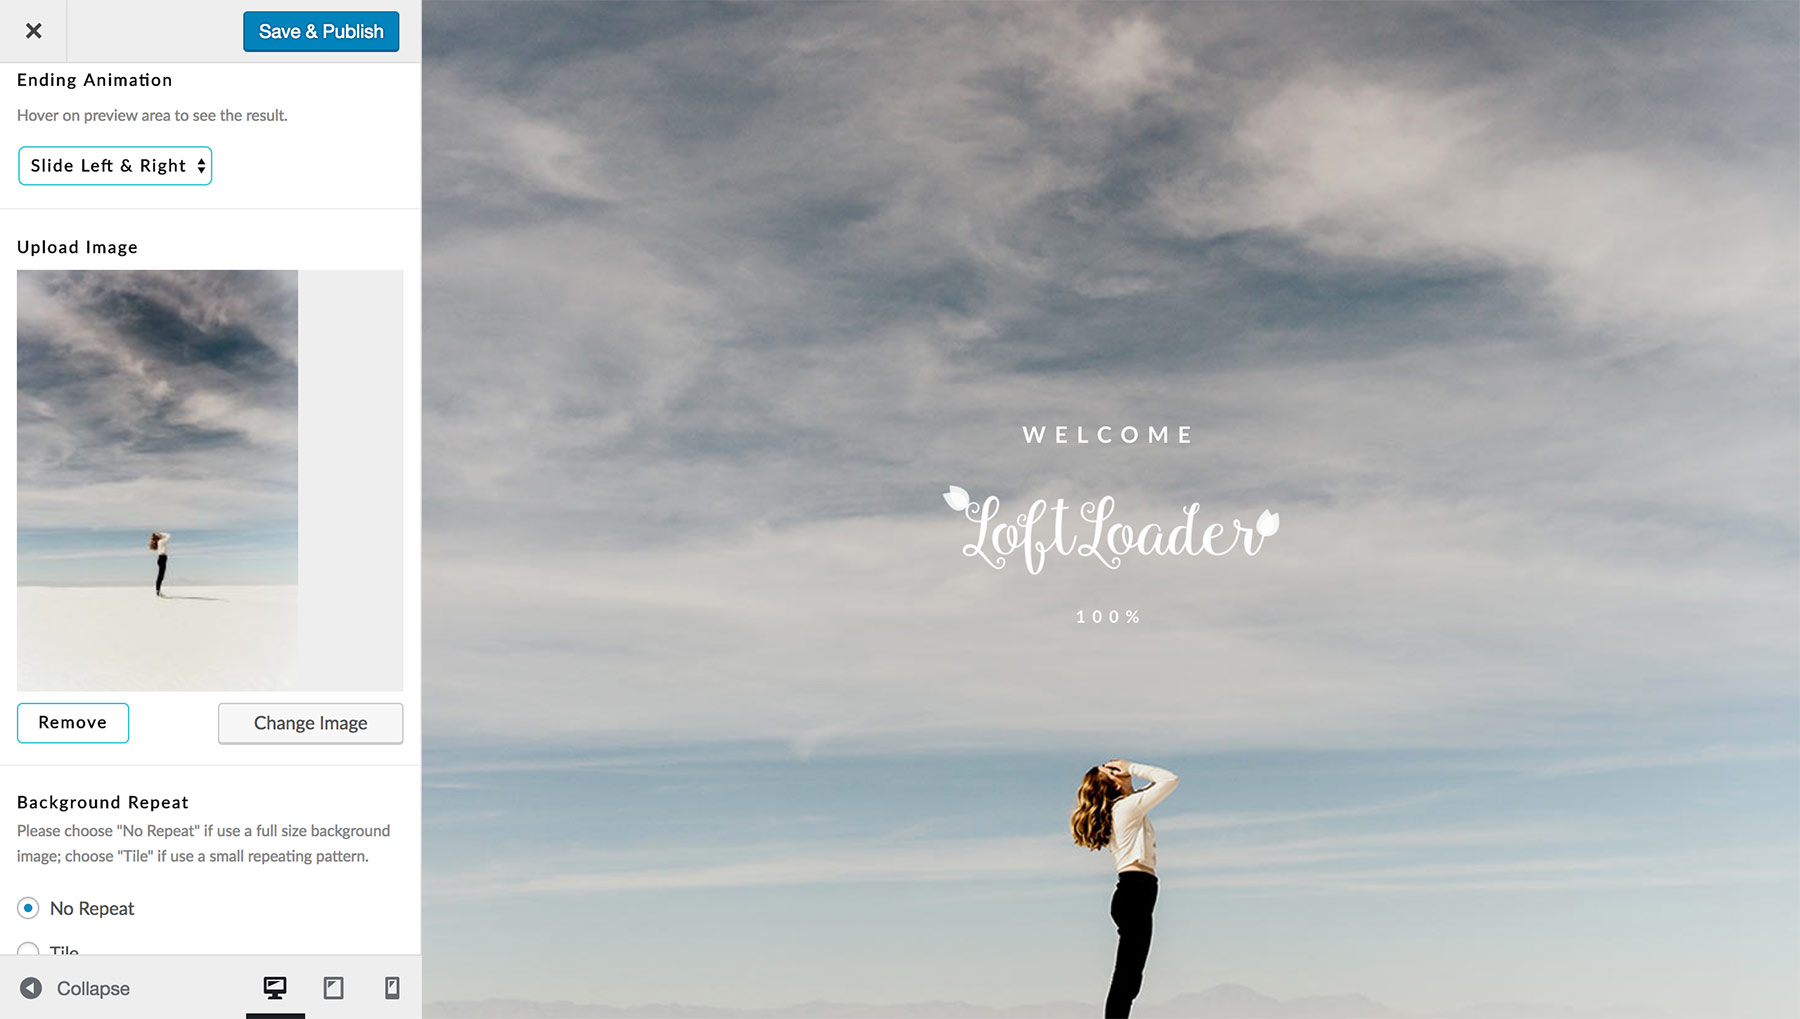 Save & Publish
Ending Animation
Hover on preview area to see the result.
Slide Left & Right
Upload Image
Remove
Change Image
Background Repeat
Please choose "No Repeat" if use a full size background
image; choose "Tile" if use a small repeating pattern.
No Repeat
Tile
Collapse
WELCOME
LoftLoader
100%